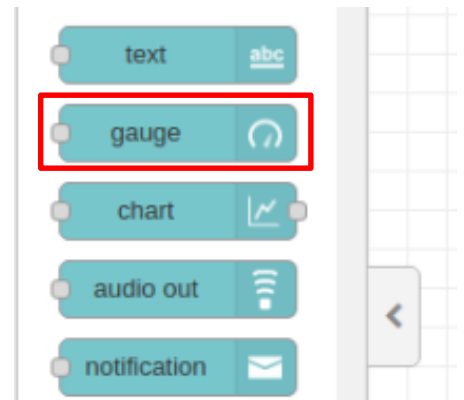 text abc
gauge
chart
audio out
notification